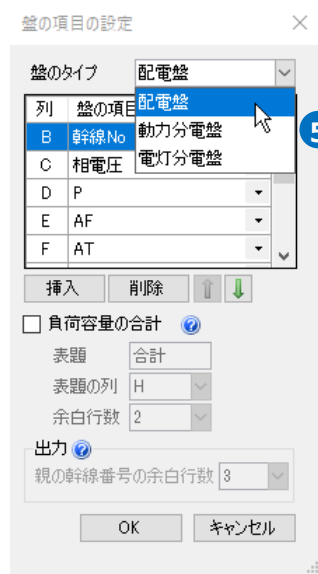 盤の項目の設定
盤のタイプ 配電盤
配電盤
動力分電盤
電灯分電盤
列 盤の項目
B 幹線No
C 相電圧
D P
E AF
F AT
挿入 削除
負荷容量の合計
表題 合計
表題の列 H
余白行数 2
出力
親の幹線番号の余白行数 3
OK キャンセル
5